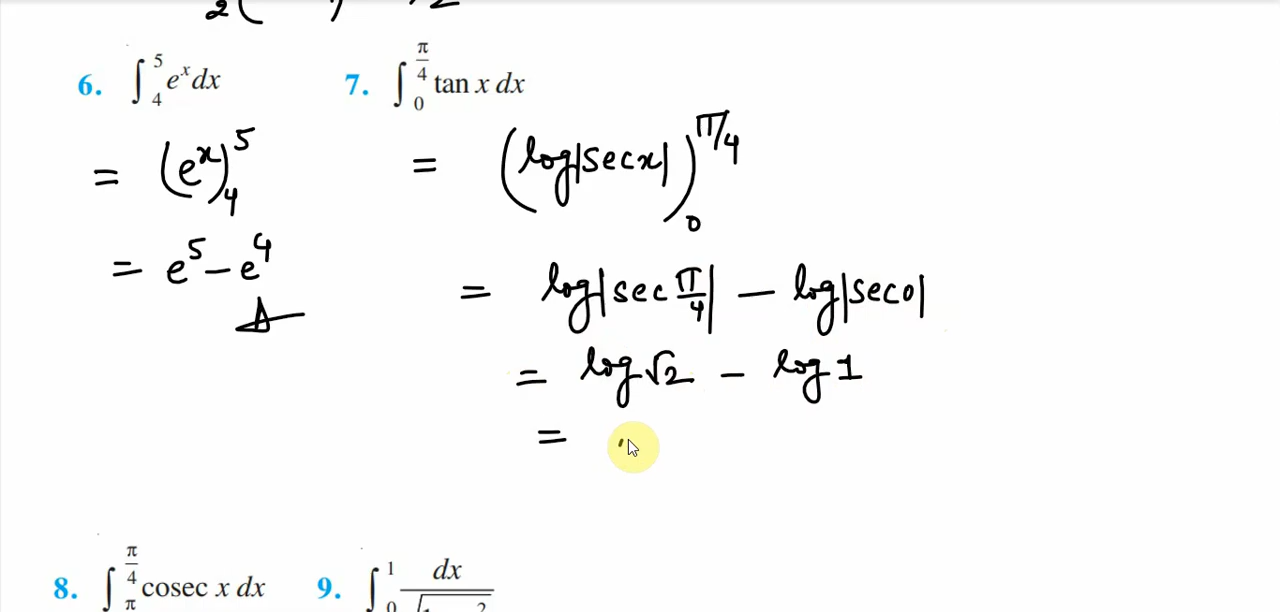 6. ∫₄⁵ eˣ dx 7. ∫₀^(π/4) tan x dx
= (eˣ)₄⁵ = (log|sec x|)₀^(π/4)
= e⁵ − e⁴ = log|sec π/4| − log|sec 0|
= log √2 − log 1
=
8. ∫_π^(π/4) cosec x dx 9. ∫₀¹ dx